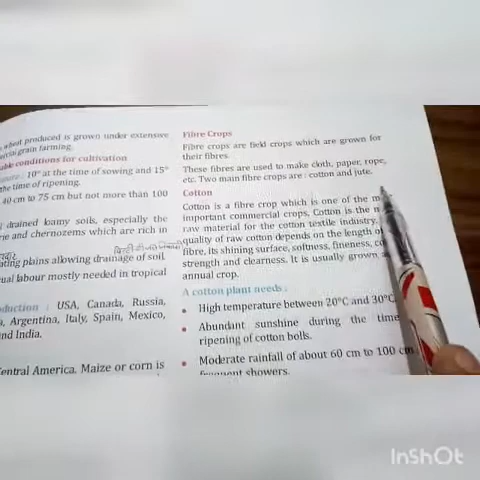 wheat produced is grown under extensive
grain farming.
conditions for cultivation
: 10° at the time of sowing and 15°
the time of ripening.
40 cm to 75 cm but not more than 100
drained loamy soils, especially the
and chernozems which are rich in
plains allowing drainage of soil.
labour mostly needed in tropical
: USA, Canada, Russia,
Argentina, Italy, Spain, Mexico,
and India.
Central America. Maize or corn is
Fibre Crops
Fibre crops are field crops which are grown for
their fibres.
These fibres are used to make cloth, paper, rope,
etc. Two main fibre crops are : cotton and jute.
Cotton
Cotton is a fibre crop which is one of the
important commercial crops, Cotton is the
raw material for the cotton textile industry.
quality of raw cotton depends on the length
fibre, its shining surface, softness, fineness,
strength and clearness. It is usually grown
annual crop.
A cotton plant needs :
• High temperature between 20°C and 30°C
• Abundant sunshine during the time
ripening of cotton bolls.
• Moderate rainfall of about 60 cm to 100 cm
frequent showers.
InShOt